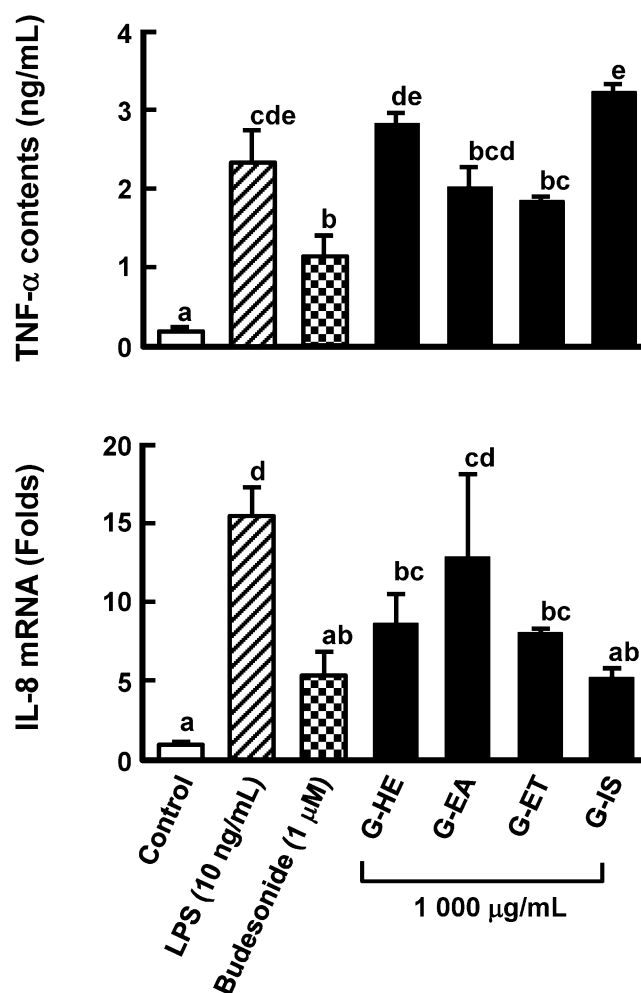 TNF-α contents (ng/mL)
4
3
2
1
0
a
cde
b
de
bcd
bc
e
IL-8 mRNA (Folds)
20
15
10
5
0
a
d
ab
bc
cd
bc
ab
Control
LPS (10 ng/mL)
Budesonide (1 μM)
G-HE
G-EA
G-ET
G-IS
1 000 μg/mL